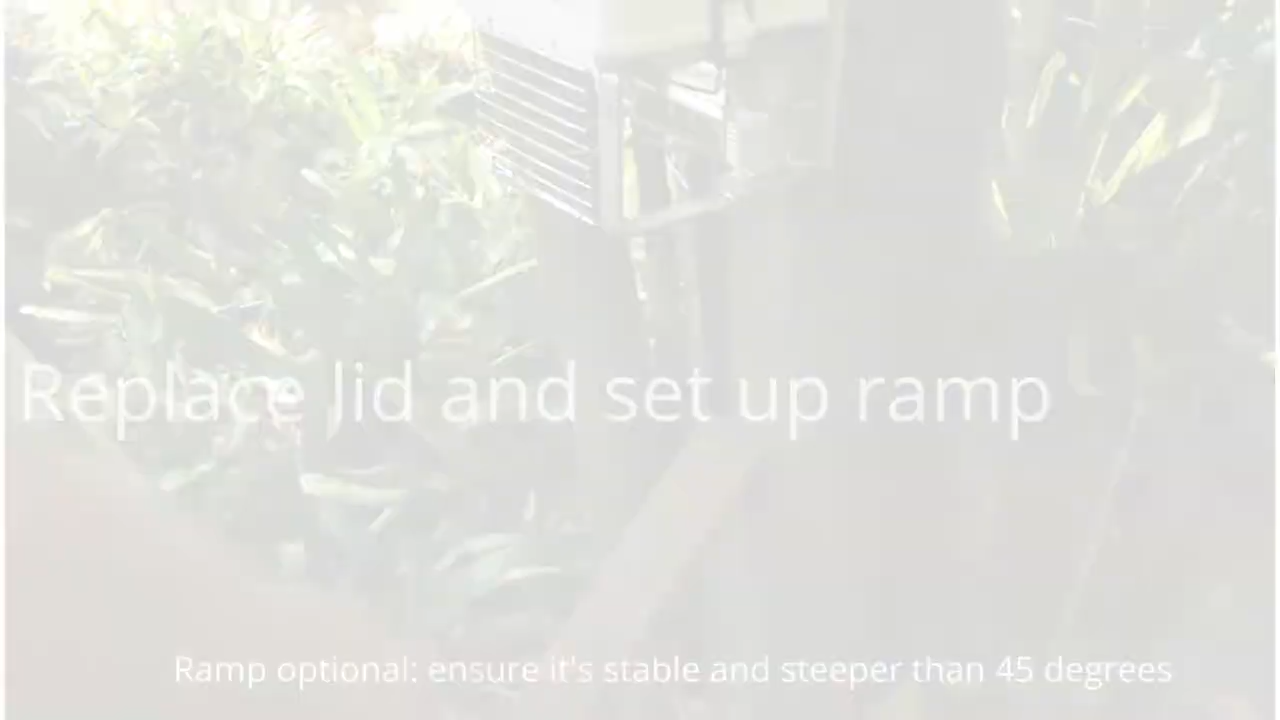 Replace lid and set up ramp
Ramp optional: ensure it's stable and steeper than 45 degrees